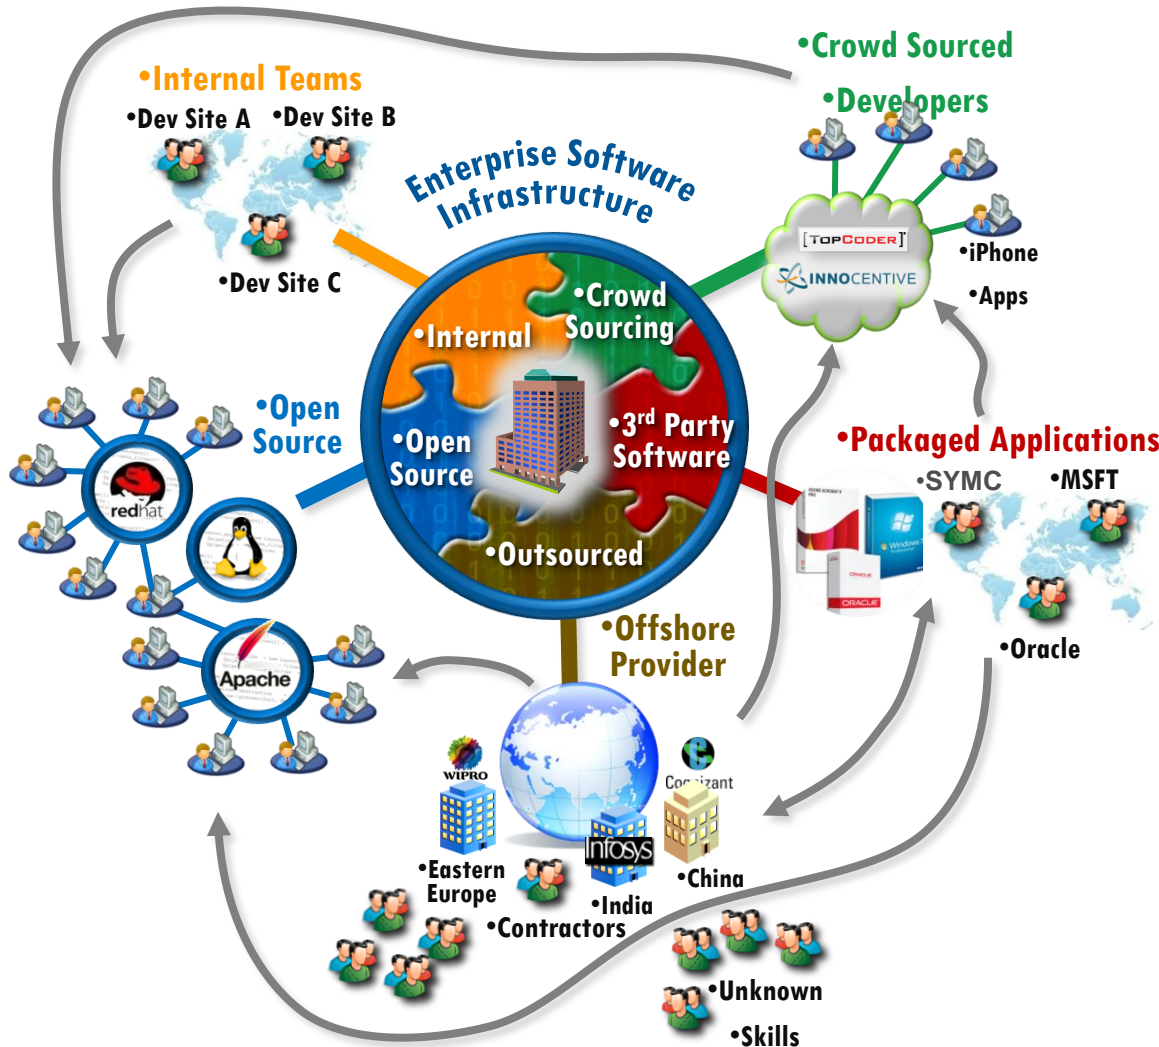 •Crowd Sourced
•Developers
•Internal Teams
•Dev Site A
•Dev Site B
•Dev Site C
Enterprise Software
Infrastructure
[TOPCODER]
INNOCENTIVE
•iPhone
•Apps
•Internal
•Crowd
Sourcing
•Open
Source
•3rd Party
Software
•Outsourced
•Open
Source
redhat
Apache
•Packaged Applications
•SYMC
•MSFT
•Oracle
ORACLE
•Offshore
Provider
WIPRO
Cognizant
Infosys
•Eastern
Europe
•China
•India
•Contractors
•Unknown
•Skills